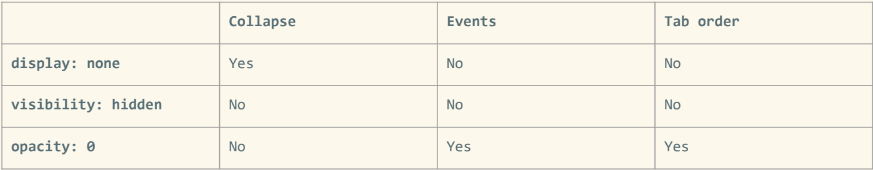 Collapse Events Tab order
display: none Yes No No
visibility: hidden No No No
opacity: 0 No Yes Yes